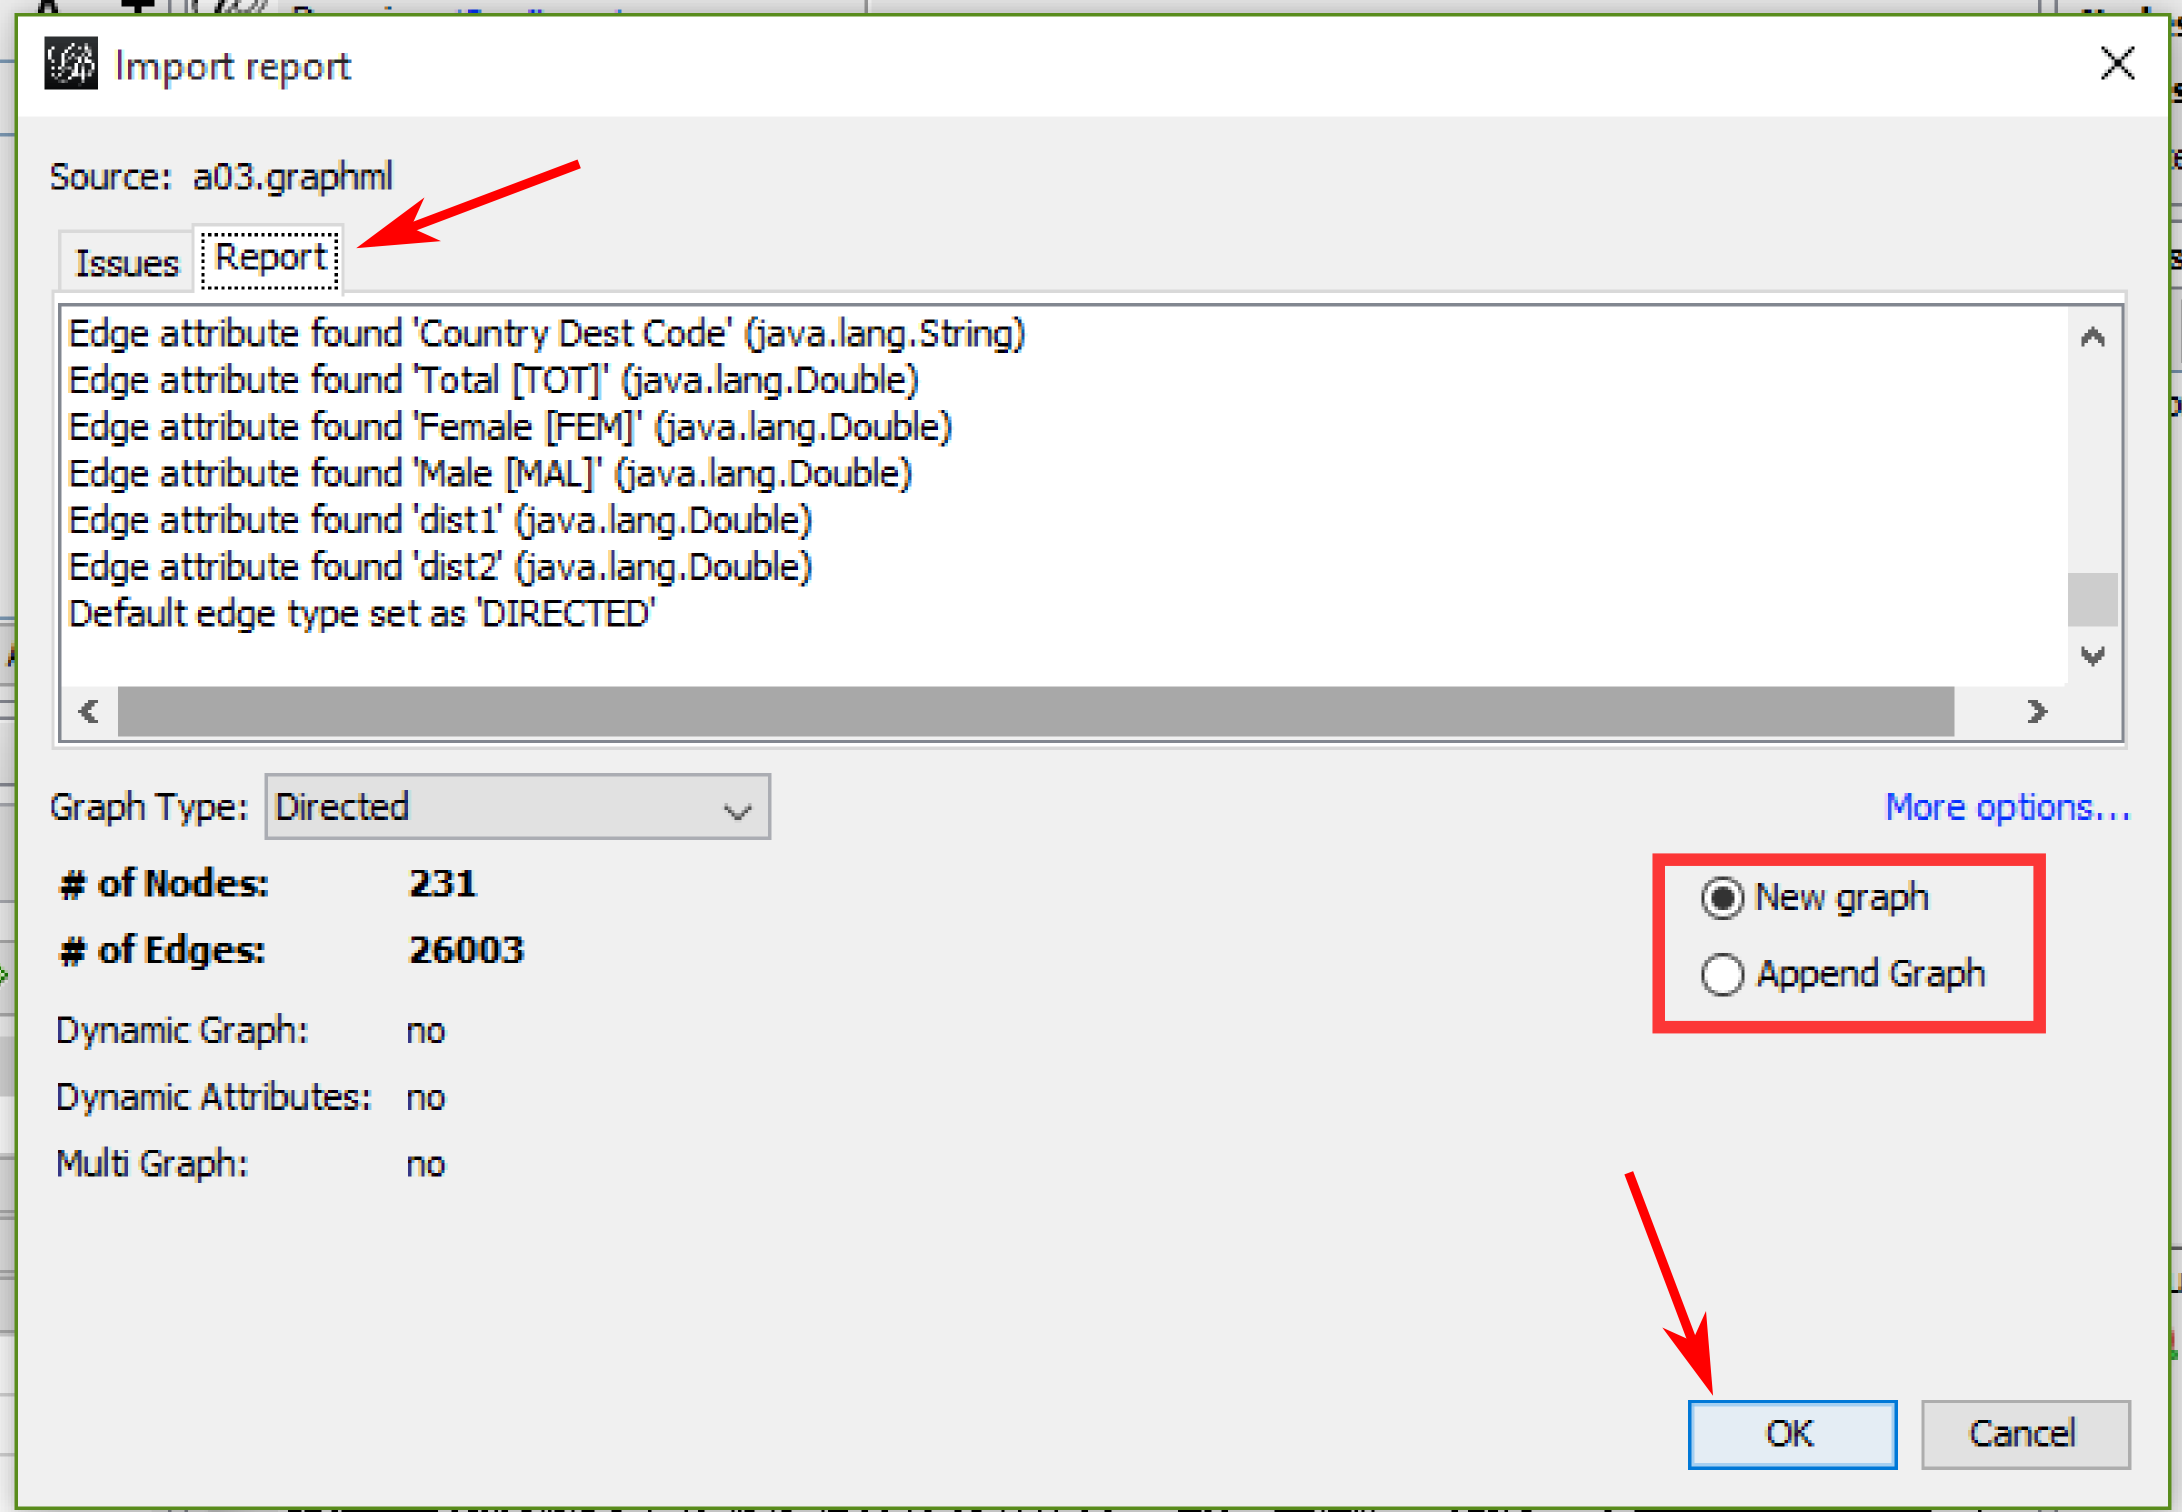 Import report
Source: a03.graphml
Issues
Report
Edge attribute found 'Country Dest Code' (java.lang.String)
Edge attribute found 'Total [TOT]' (java.lang.Double)
Edge attribute found 'Female [FEM]' (java.lang.Double)
Edge attribute found 'Male [MAL]' (java.lang.Double)
Edge attribute found 'dist1' (java.lang.Double)
Edge attribute found 'dist2' (java.lang.Double)
Default edge type set as 'DIRECTED'
Graph Type: Directed
More options...
# of Nodes: 231
New graph
# of Edges: 26003
Append Graph
Dynamic Graph: no
Dynamic Attributes: no
Multi Graph: no
OK
Cancel